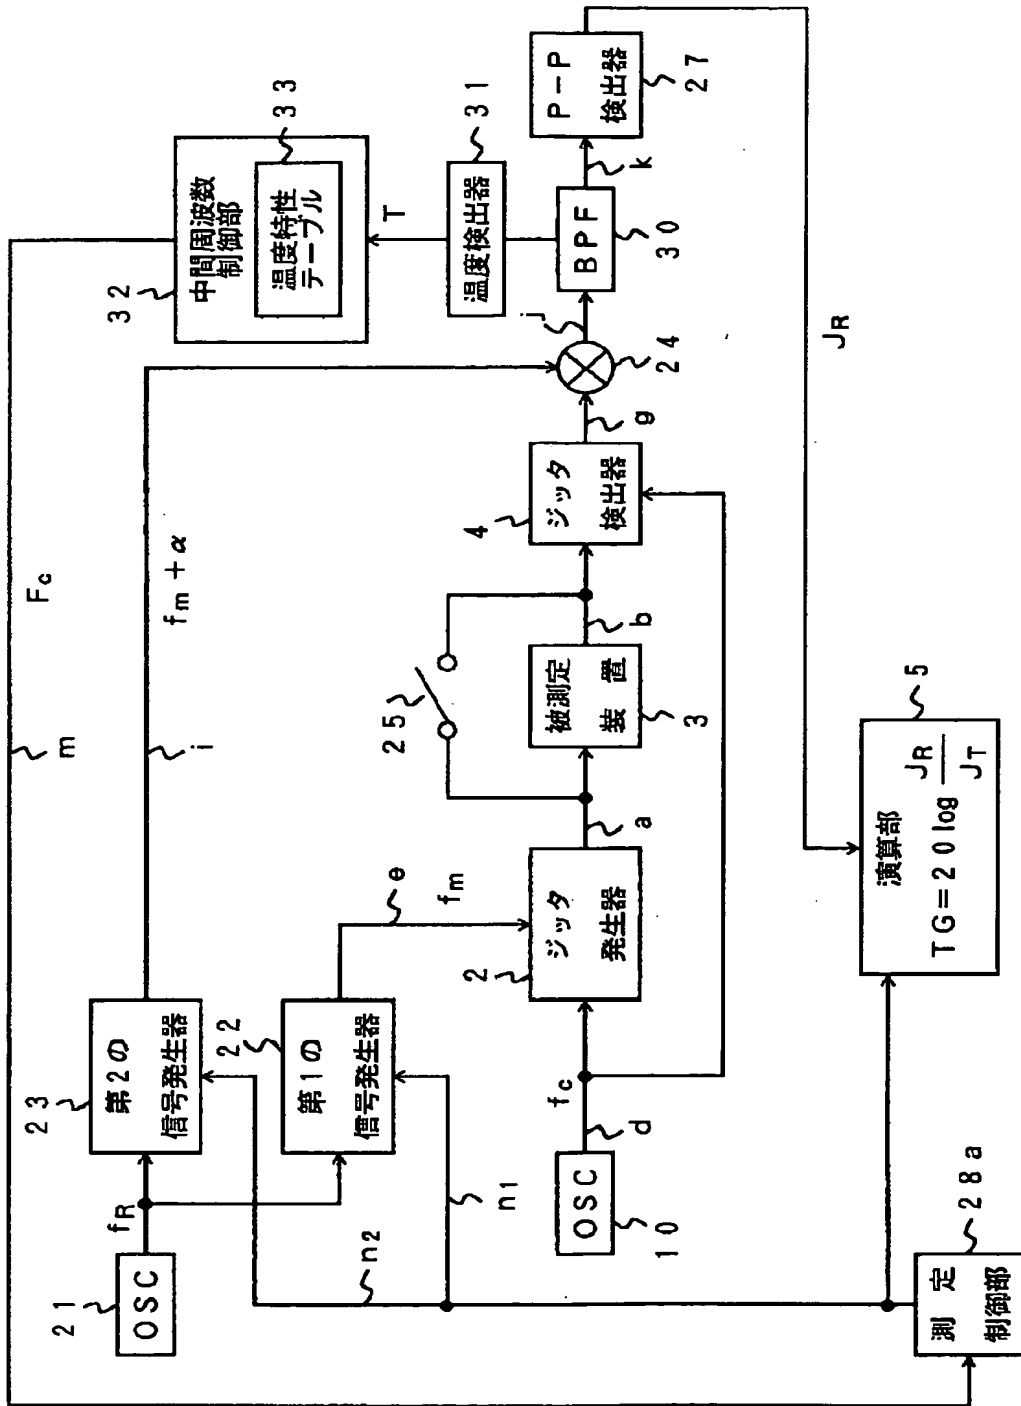 21
OSC
fR
23
第2の
信号発生器
22
第1の
信号発生器
n2
n1
10
OSC
d
fc
28a
測定
制御部
m
Fc
i
fm+α
e
fm
2
ジッタ
発生器
a
25
被測定
装置
3
b
4
ジッタ
検出器
g
24
j
BPF
30
k
P-P
検出器
27
温度検出器
31
T
32
中間周波数
制御部
33
温度特性
テーブル
JR
5
演算部
TG=20log JR/JT